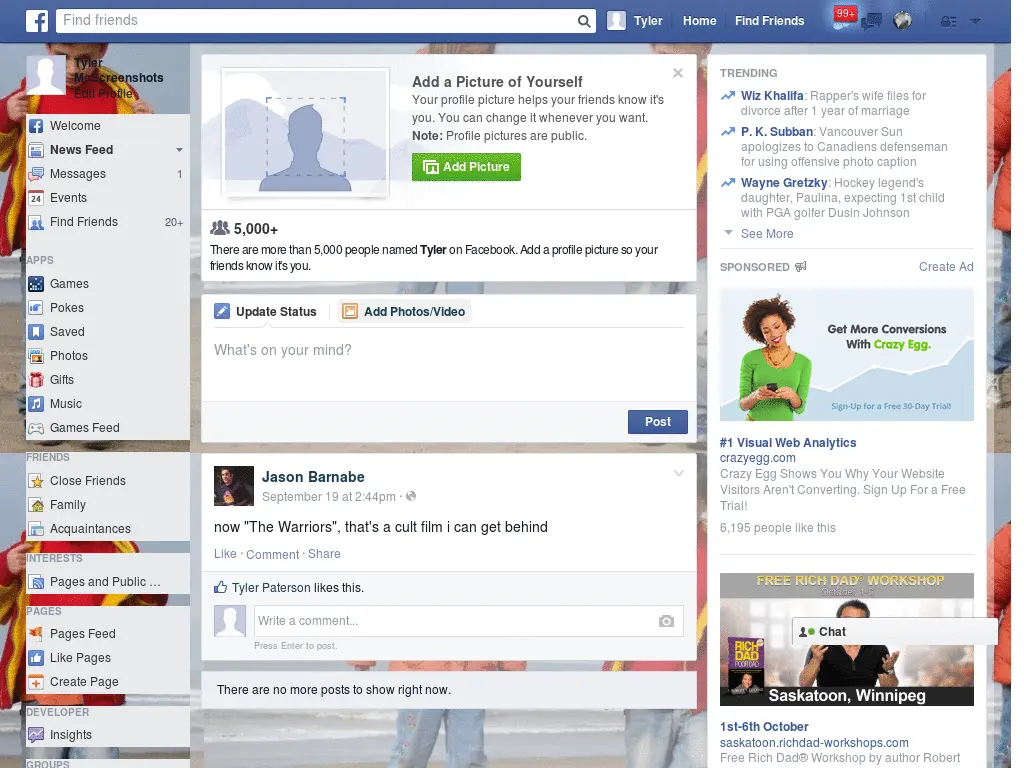 Find friends
Tyler
Home
Find Friends
99+
Tyler
McScreenshots
Edit Profile
Welcome
News Feed
Messages
1
24
Events
Find Friends
20+
APPS
Games
Pokes
Saved
Photos
Gifts
Music
Games Feed
FRIENDS
Close Friends
Family
Acquaintances
INTERESTS
Pages and Public ...
PAGES
Pages Feed
Like Pages
Create Page
DEVELOPER
Insights
GROUPS
Add a Picture of Yourself
Your profile picture helps your friends know it's
you. You can change it whenever you want.
Note: Profile pictures are public.
Add Picture
5,000+
There are more than 5,000 people named Tyler on Facebook. Add a profile picture so your
friends know it's you.
Update Status
Add Photos/Video
What's on your mind?
Post
Jason Barnabe
September 19 at 2:44pm ·
now "The Warriors", that's a cult film i can get behind
Like · Comment · Share
Tyler Paterson likes this.
Write a comment...
Press Enter to post.
There are no more posts to show right now.
TRENDING
Wiz Khalifa: Rapper's wife files for
divorce after 1 year of marriage
P. K. Subban: Vancouver Sun
apologizes to Canadiens defenseman
for using offensive photo caption
Wayne Gretzky: Hockey legend's
daughter, Paulina, expecting 1st child
with PGA golfer Dusin Johnson
See More
SPONSORED
Create Ad
Get More Conversions
With Crazy Egg.
Sign-Up for a Free 30-Day Trial!
#1 Visual Web Analytics
crazyegg.com
Crazy Egg Shows You Why Your Website
Visitors Aren't Converting. Sign Up For a Free
Trial!
6,195 people like this
FREE RICH DAD® WORKSHOP
October 1-6
Chat
RICH
DAD
POOR DAD
Saskatoon, Winnipeg
1st-6th October
saskatoon.richdad-workshops.com
Free Rich Dad® Workshop by author Robert